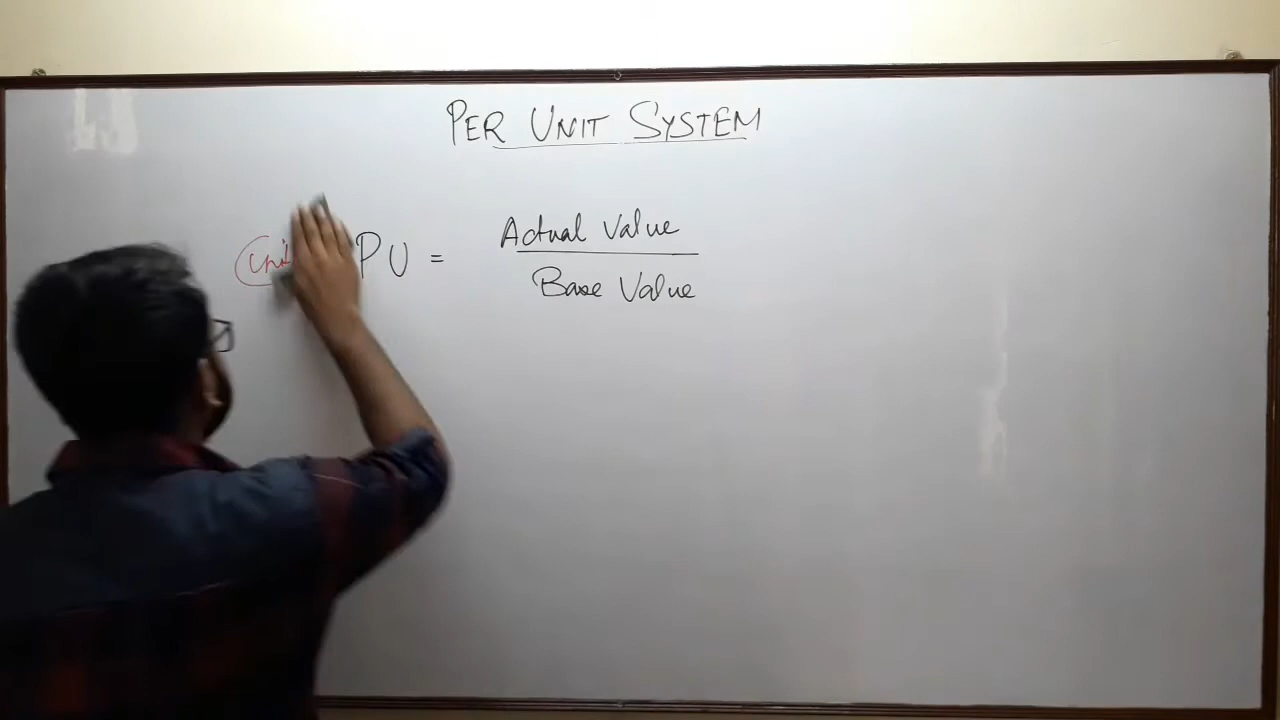 PER UNIT SYSTEM
PU = Actual Value
Base Value